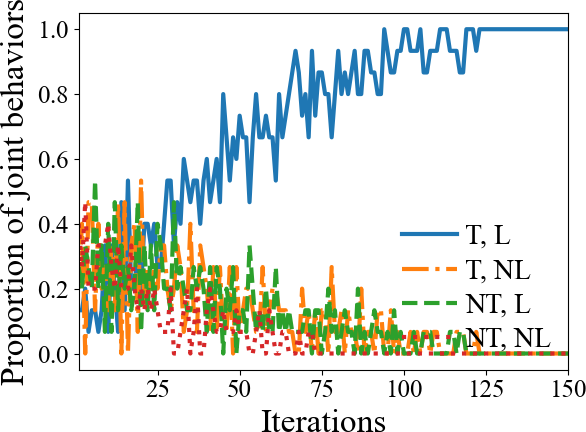 Proportion of joint behaviors
1.0
0.8
0.6
0.4
0.2
0.0
T, L
T, NL
NT, L
NT, NL
25
50
75
100
125
150
Iterations